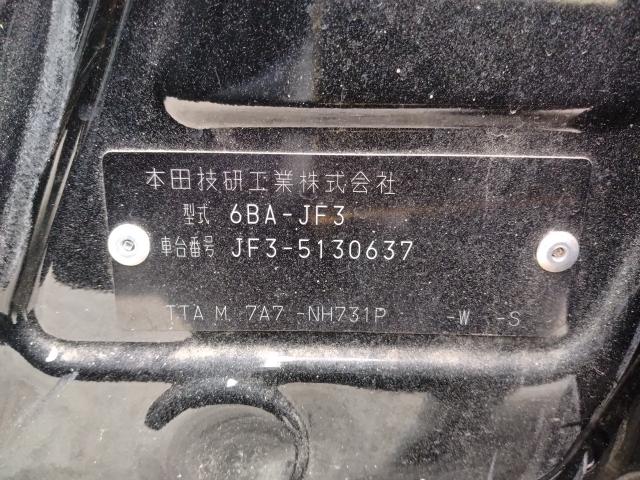 本田技研工業株式会社
型式 6BA-JF3
車台番号 JF3-5130637
TTA M 7A7 -NH731P -W -S